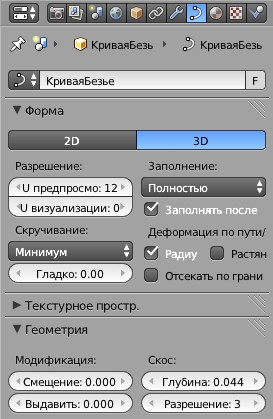 КриваяБезь КриваяБезь
КриваяБезье F
Форма
2D 3D
Разрешение: Заполнение:
U предпросмо: 12 Полностью
U визуализации: 0 Заполнять после
Скручивание: Деформация по пути/
Минимум Радиу Растян
Гладко: 0.00 Отсекать по грани
Текстурное простр.
Геометрия
Модификация: Скос:
Смещение: 0.000 Глубина: 0.044
Выдавить: 0.000 Разрешение: 3